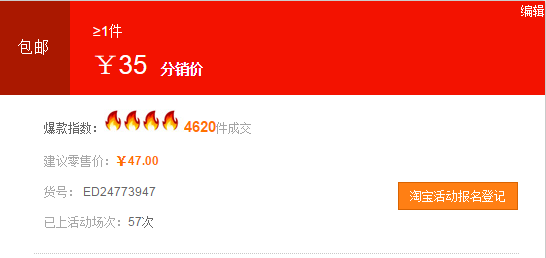 编辑
包邮
≥1件
￥35 分销价
爆款指数： 4620件成交
建议零售价：￥47.00
货号： ED24773947
淘宝活动报名登记
已上活动场次：57次